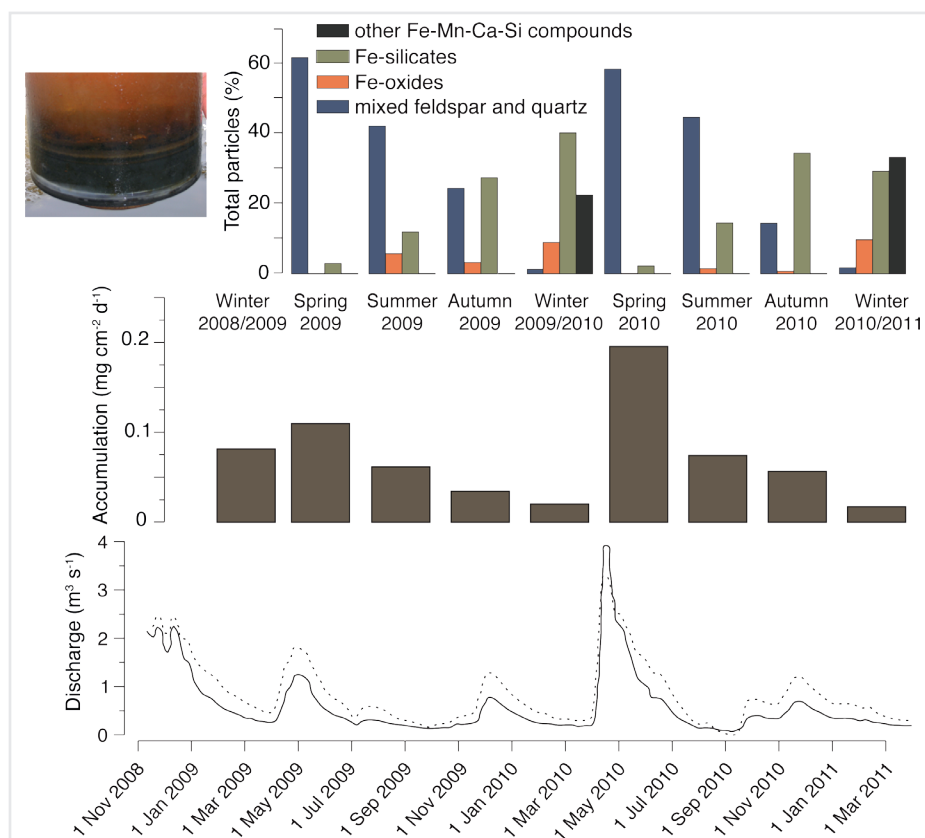 other Fe-Mn-Ca-Si compounds
Fe-silicates
Fe-oxides
mixed feldspar and quartz
Total particles (%)
60
40
20
0
Winter 2008/2009
Spring 2009
Summer 2009
Autumn 2009
Winter 2009/2010
Spring 2010
Summer 2010
Autumn 2010
Winter 2010/2011
Accumulation (mg cm⁻² d⁻¹)
0.2
0.1
0
Discharge (m³ s⁻¹)
4
3
2
1
0
1 Nov 2008
1 Jan 2009
1 Mar 2009
1 May 2009
1 Jul 2009
1 Sep 2009
1 Nov 2009
1 Jan 2010
1 Mar 2010
1 May 2010
1 Jul 2010
1 Sep 2010
1 Nov 2010
1 Jan 2011
1 Mar 2011